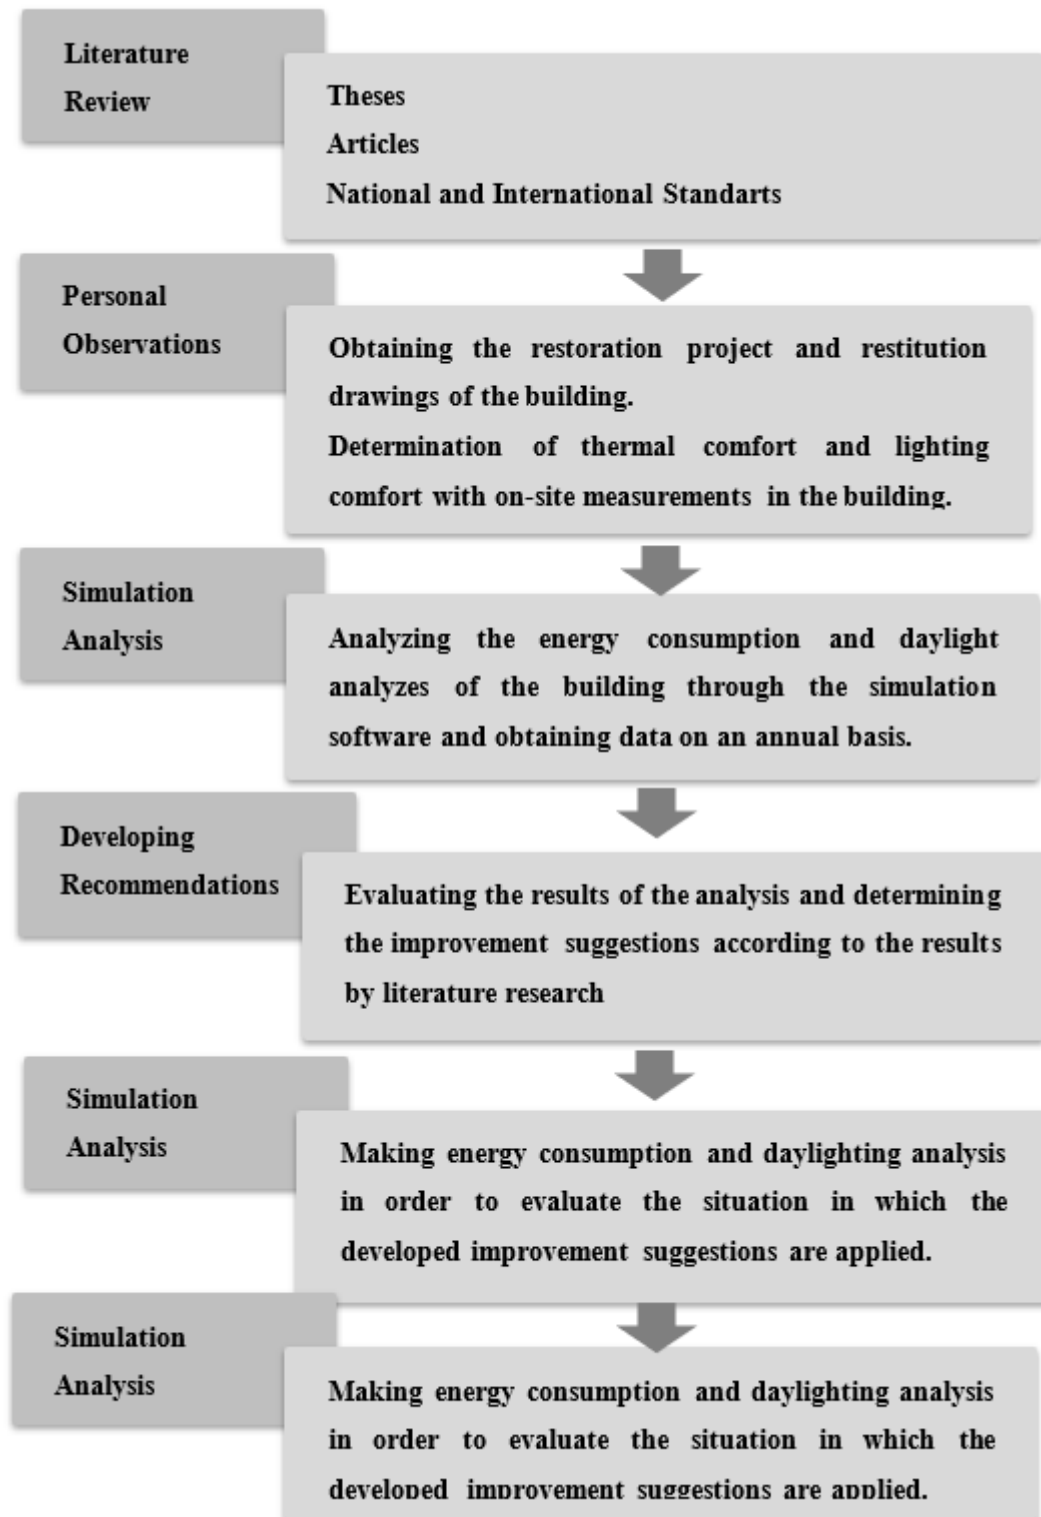 Literature
Review
Theses
Articles
National and International Standarts
Personal
Observations
Obtaining the restoration project and restitution
drawings of the building.
Determination of thermal comfort and lighting
comfort with on-site measurements in the building.
Simulation
Analysis
Analyzing the energy consumption and daylight
analyzes of the building through the simulation
software and obtaining data on an annual basis.
Developing
Recommendations
Evaluating the results of the analysis and determining
the improvement suggestions according to the results
by literature research
Simulation
Analysis
Making energy consumption and daylighting analysis
in order to evaluate the situation in which the
developed improvement suggestions are applied.
Simulation
Analysis
Making energy consumption and daylighting analysis
in order to evaluate the situation in which the
developed improvement suggestions are applied.